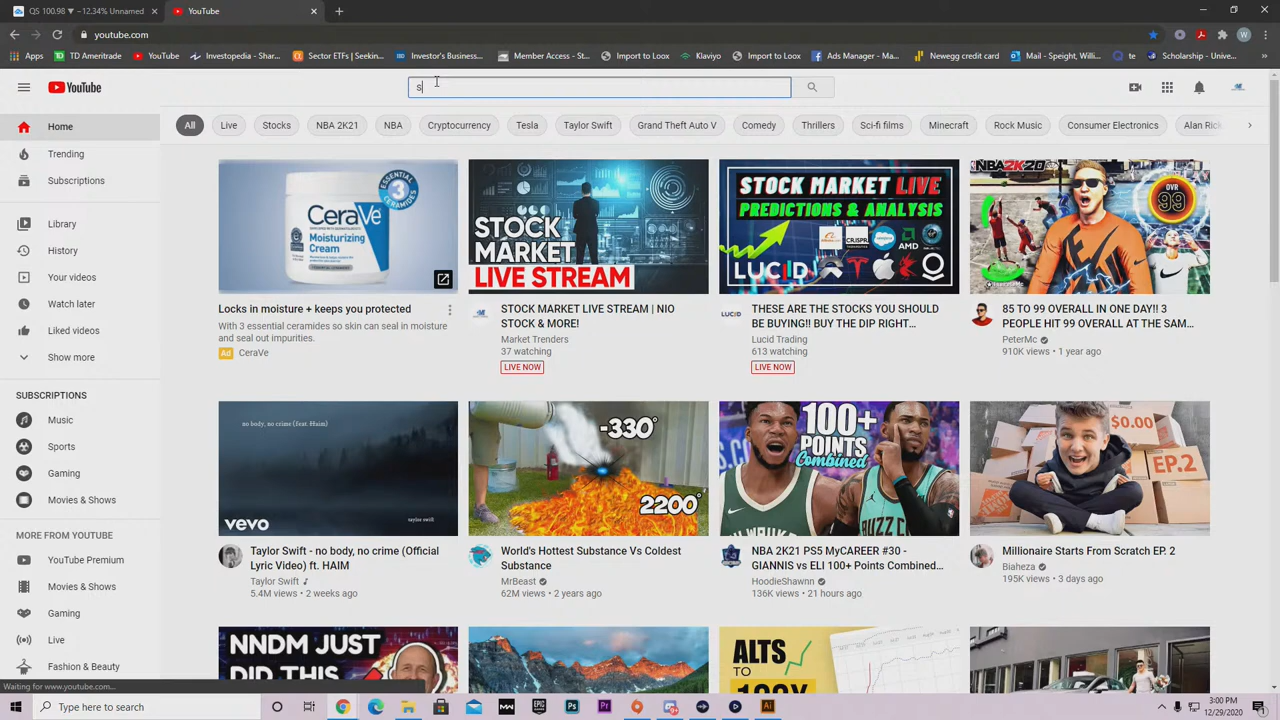 QS 100.98 ▼ −12.34% Unnamed
YouTube
youtube.com
Apps
TD Ameritrade
YouTube
Investopedia - Shar...
Sector ETFs | Seekin...
Investor's Business...
Member Access - St...
Import to Loox
Klaviyo
Import to Loox
Ads Manager - Ma...
Newegg credit card
Mail - Speight, Willi...
Scholarship - Unive...
YouTube
s
All
Live
Stocks
NBA 2K21
NBA
Cryptocurrency
Tesla
Taylor Swift
Grand Theft Auto V
Comedy
Thrillers
Sci-fi films
Minecraft
Rock Music
Consumer Electronics
Alan Rick
Home
Trending
Subscriptions
Library
History
Your videos
Watch later
Liked videos
Show more
SUBSCRIPTIONS
Music
Sports
Gaming
Movies & Shows
MORE FROM YOUTUBE
YouTube Premium
Movies & Shows
Gaming
Live
Fashion & Beauty
3
CeraVe
Moisturizing
Cream
Locks in moisture + keeps you protected
With 3 essential ceramides so skin can seal in moisture
and seal out impurities.
Ad CeraVe
STOCK
MARKET
LIVE STREAM
STOCK MARKET LIVE STREAM | NIO
STOCK & MORE!
Market Trenders
37 watching
LIVE NOW
STOCK MARKET LIVE
PREDICTIONS & ANALYSIS
CRISPR
AMD
LUCID
LUCID
THESE ARE THE STOCKS YOU SHOULD
BE BUYING!! BUY THE DIP RIGHT...
Lucid Trading
613 watching
LIVE NOW
NBA2K20
OVR
99
85 TO 99 OVERALL IN ONE DAY!! 3
PEOPLE HIT 99 OVERALL AT THE SAM...
PeterMc
910K views • 1 year ago
no body, no crime (feat. Haim)
vevo
taylor swift
Taylor Swift - no body, no crime (Official
Lyric Video) ft. HAIM
Taylor Swift
5.4M views • 2 weeks ago
-330°
2200°
World's Hottest Substance Vs Coldest
Substance
MrBeast
62M views • 2 years ago
100+
POINTS
Combined
BUZZ C
NBA 2K21 PS5 MyCAREER #30 -
GIANNIS vs ELI 100+ Points Combined...
HoodieShawnn
136K views • 21 hours ago
$0.00
EP.2
Millionaire Starts From Scratch EP. 2
Biaheza
195K views • 3 days ago
NNDM JUST
DID THIS
ALTS
TO
100X
Waiting for www.youtube.com...
Type here to search
3:00 PM
12/29/2020